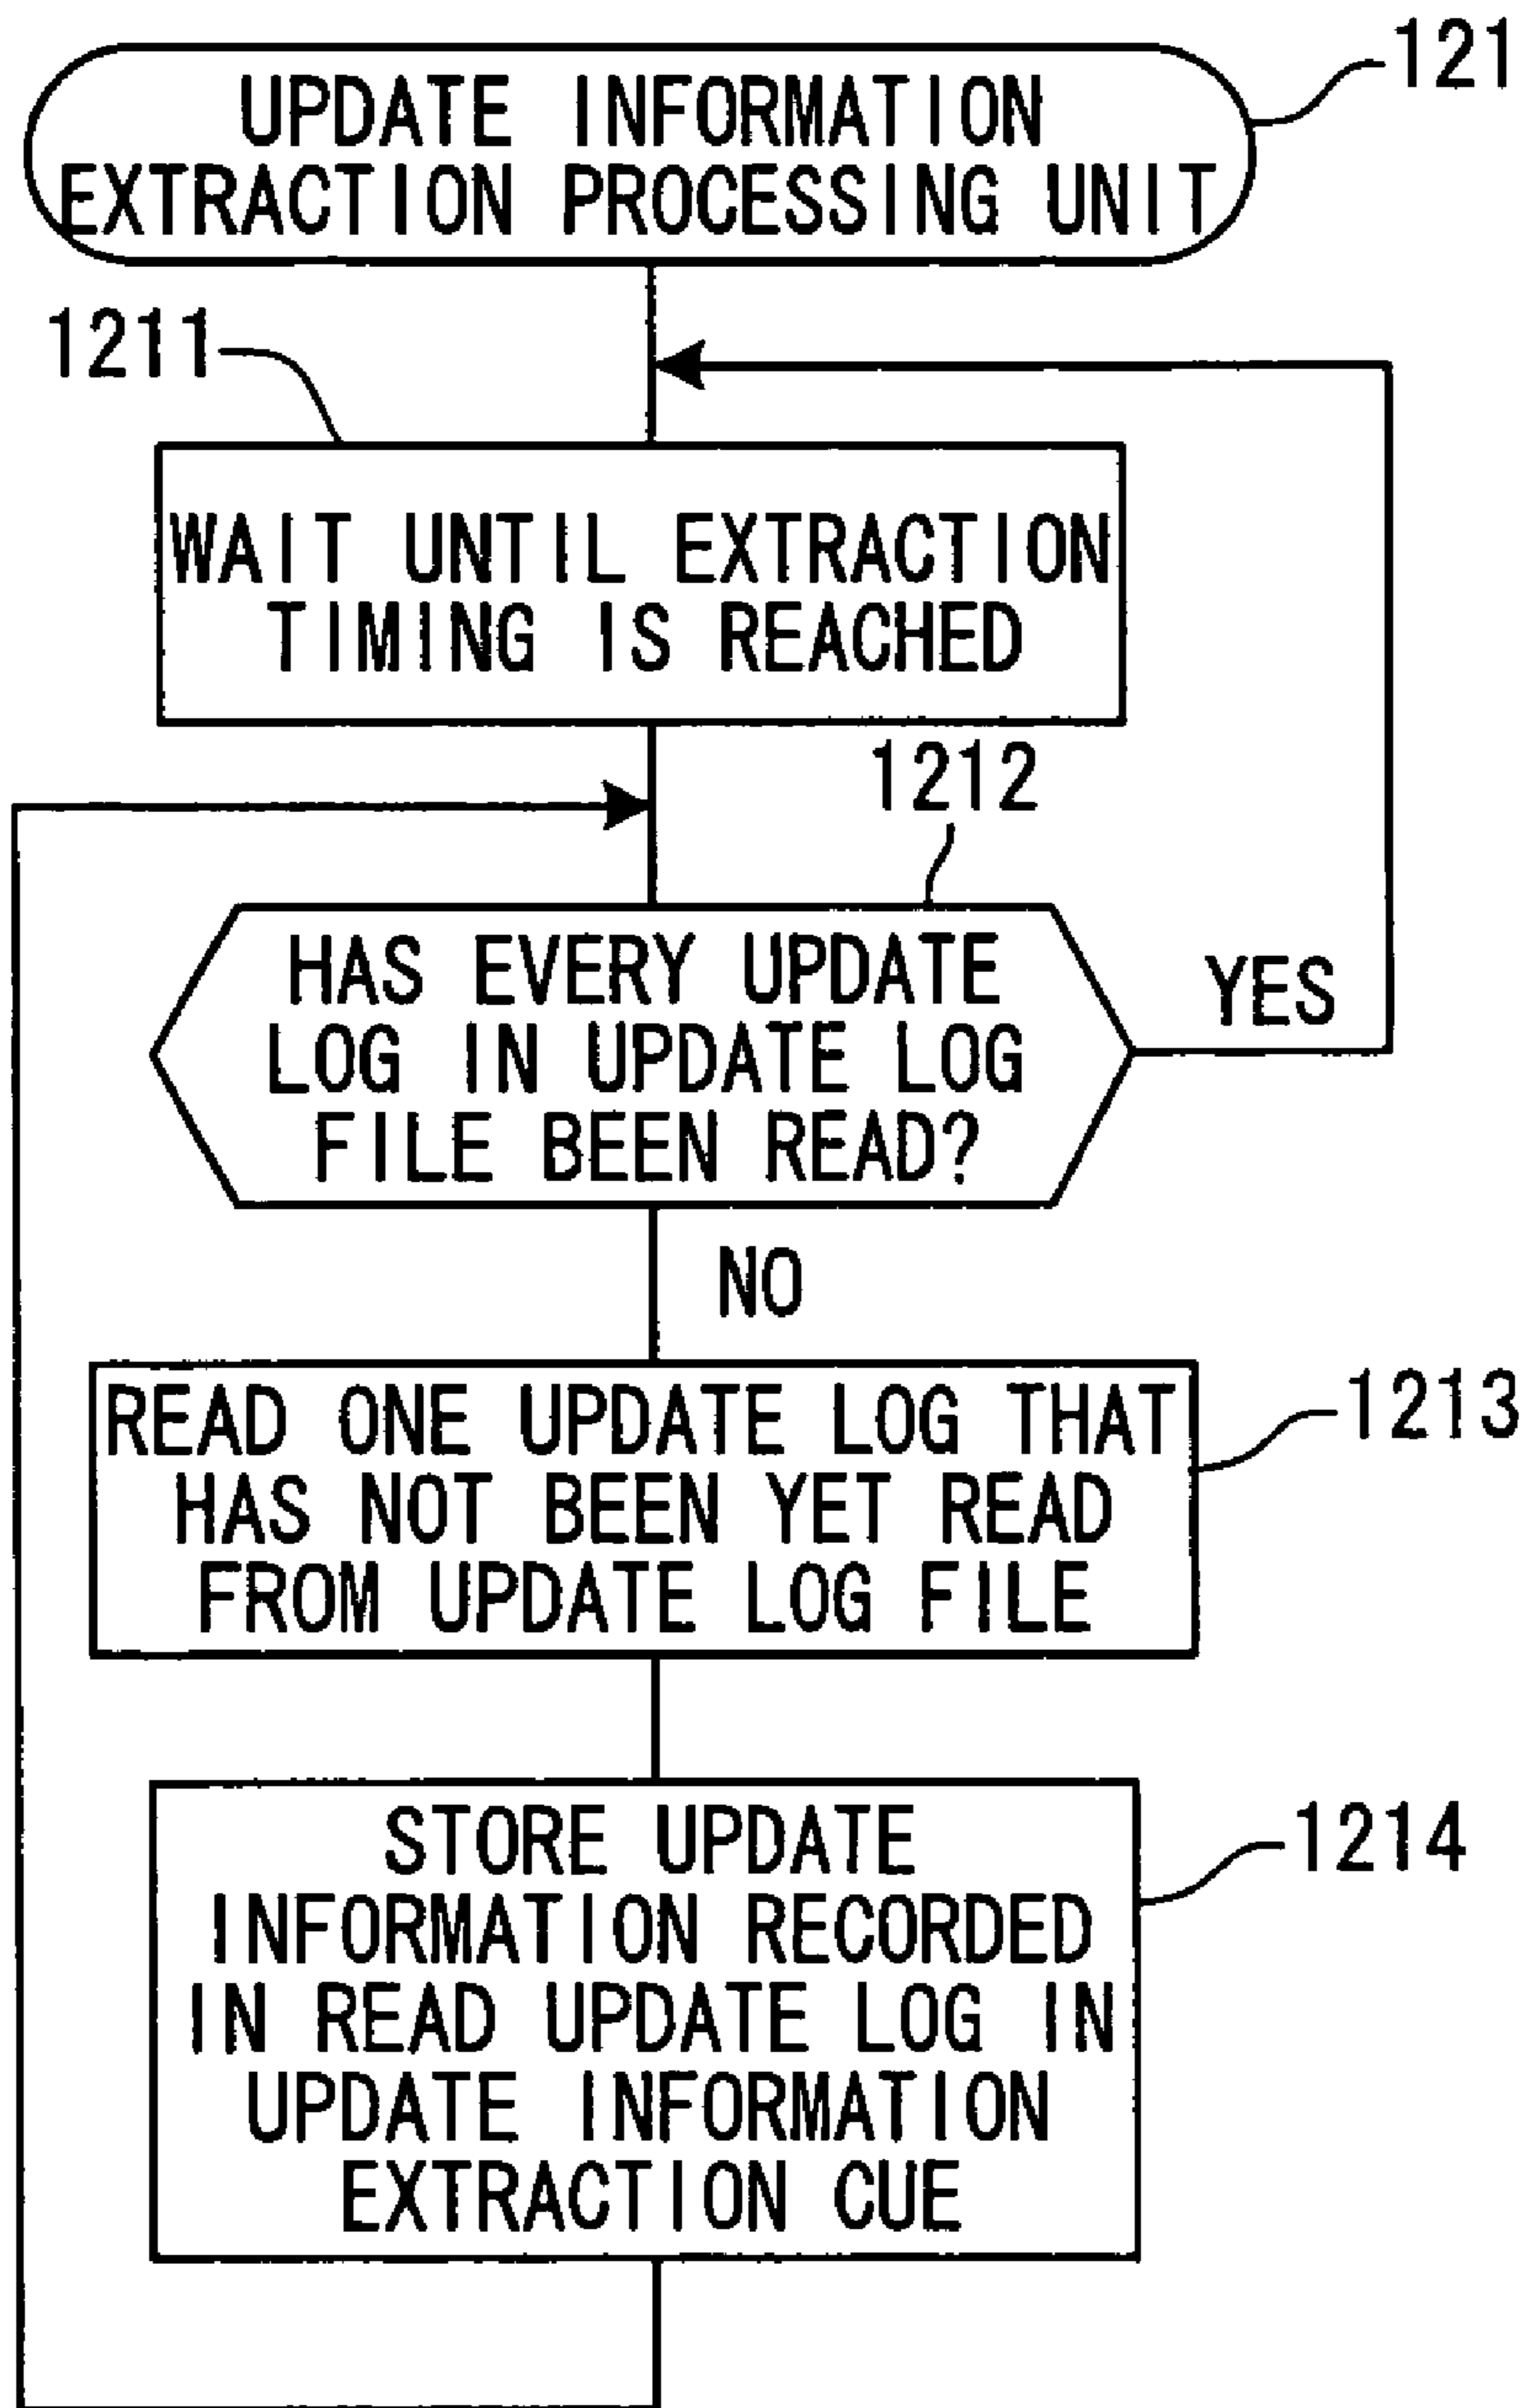 121
UPDATE INFORMATION
EXTRACTION PROCESSING UNIT
1211
WAIT UNTIL EXTRACTION
TIMING IS REACHED
1212
HAS EVERY UPDATE
LOG IN UPDATE LOG
FILE BEEN READ?
YES
NO
READ ONE UPDATE LOG THAT
HAS NOT BEEN YET READ
FROM UPDATE LOG FILE
1213
STORE UPDATE
INFORMATION RECORDED
IN READ UPDATE LOG IN
UPDATE INFORMATION
EXTRACTION CUE
1214